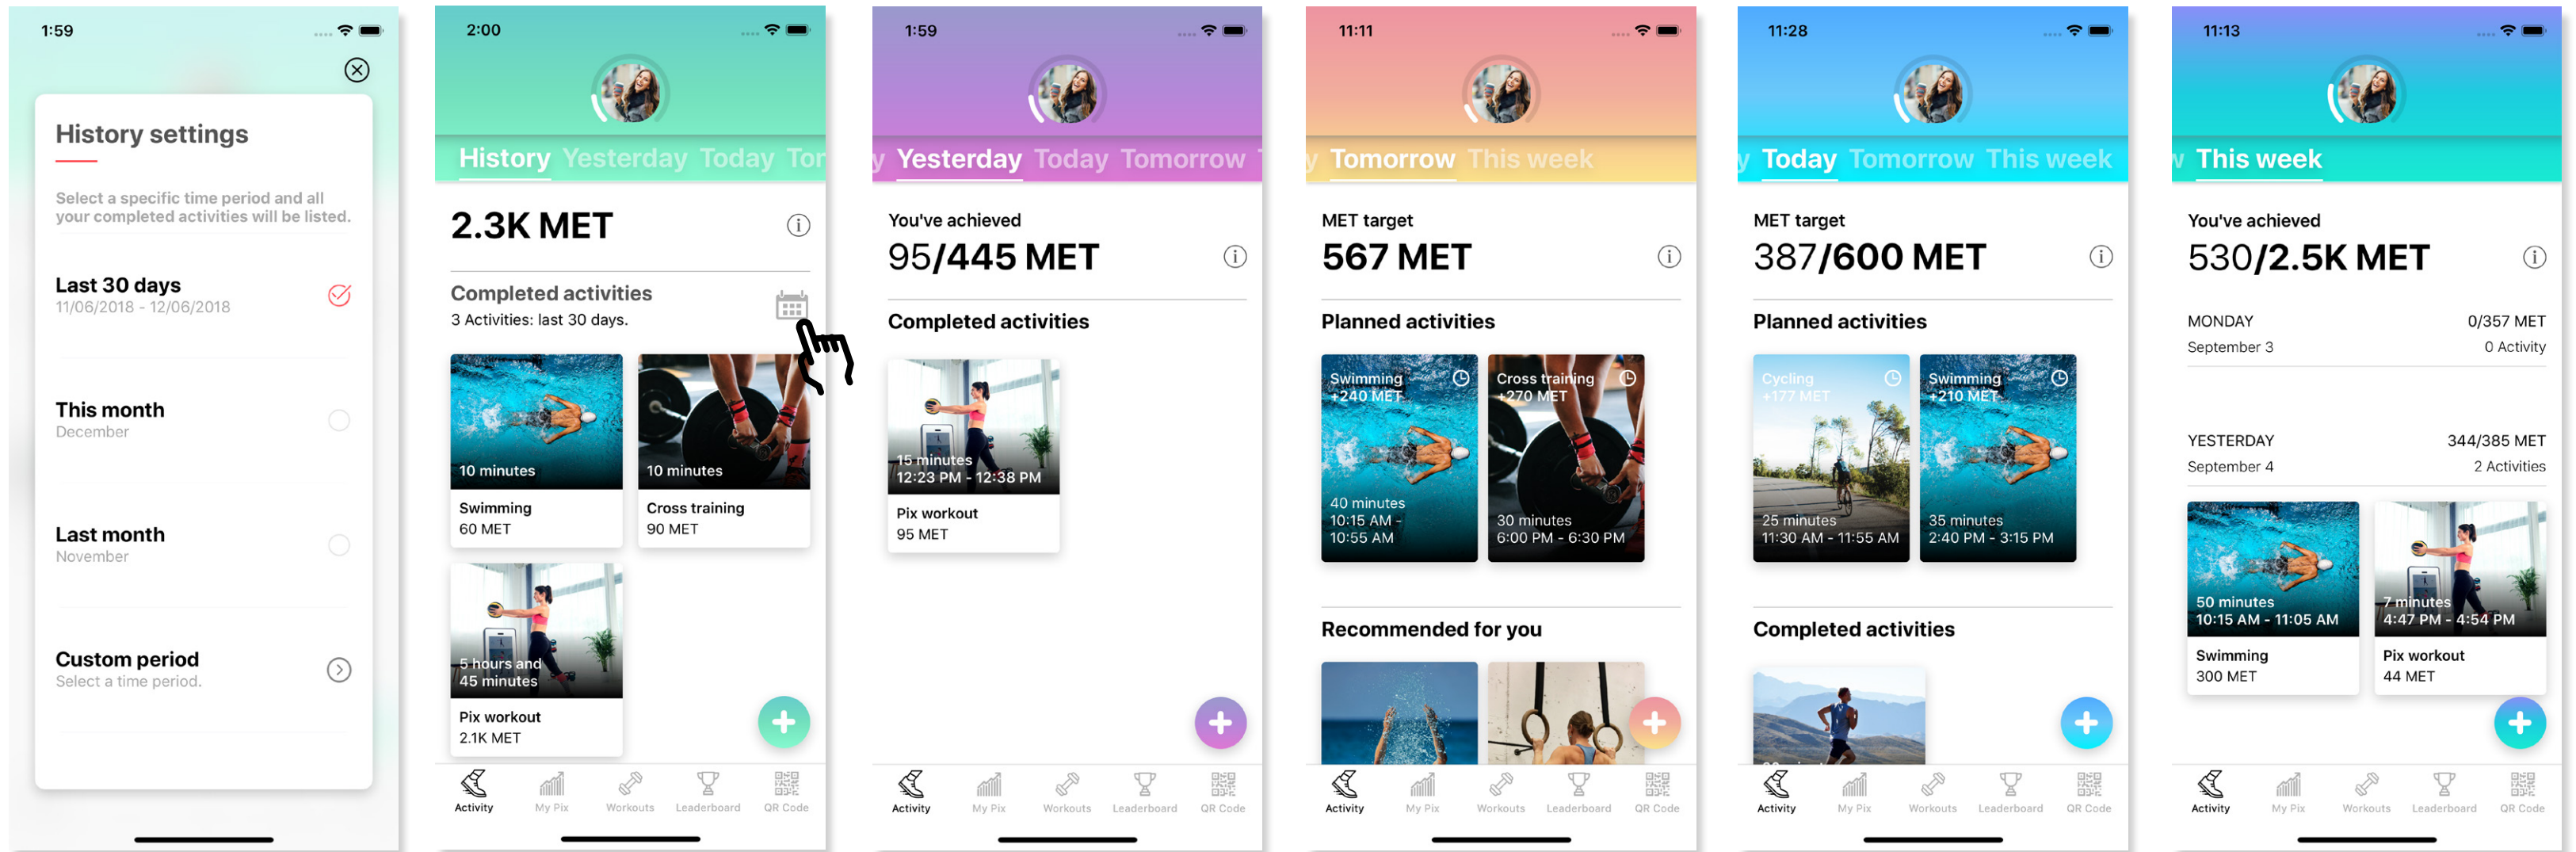 1:59
History settings
Select a specific time period and all
your completed activities will be listed.
Last 30 days
11/06/2018 - 12/06/2018
This month
December
Last month
November
Custom period
Select a time period.
2:00
History Yesterday Today Tor
2.3K MET
Completed activities
3 Activities: last 30 days.
10 minutes
Swimming
60 MET
10 minutes
Cross training
90 MET
5 hours and
45 minutes
Pix workout
2.1K MET
Activity My Pix Workouts Leaderboard QR Code
1:59
y Yesterday Today Tomorrow
You've achieved
95/445 MET
Completed activities
15 minutes
12:23 PM - 12:38 PM
Pix workout
95 MET
Activity My Pix Workouts Leaderboard QR Code
11:11
y Tomorrow This week
MET target
567 MET
Planned activities
Swimming
+240 MET
40 minutes
10:15 AM -
10:55 AM
Cross training
+270 MET
30 minutes
6:00 PM - 6:30 PM
Recommended for you
Activity My Pix Workouts Leaderboard QR Code
11:28
y Today Tomorrow This week
MET target
387/600 MET
Planned activities
Cycling
+177 MET
25 minutes
11:30 AM - 11:55 AM
Swimming
+210 MET
35 minutes
2:40 PM - 3:15 PM
Completed activities
Activity My Pix Workouts Leaderboard QR Code
11:13
w This week
You've achieved
530/2.5K MET
MONDAY 0/357 MET
September 3 0 Activity
YESTERDAY 344/385 MET
September 4 2 Activities
50 minutes
10:15 AM - 11:05 AM
Swimming
300 MET
7 minutes
4:47 PM - 4:54 PM
Pix workout
44 MET
Activity My Pix Workouts Leaderboard QR Code